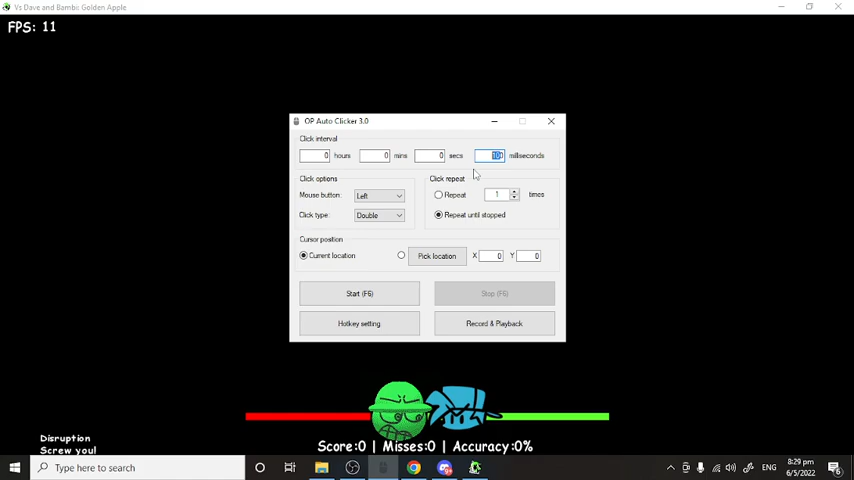 Vs Dave and Bambi: Golden Apple
FPS: 11
OP Auto Clicker 3.0
Click interval
0 hours 0 mins 0 secs 100 milliseconds
Click options
Click repeat
Mouse button: Left
Repeat 1 times
Click type: Double
Repeat until stopped
Cursor position
Current location
Pick location X 0 Y 0
Start (F6)
Stop (F6)
Hotkey setting
Record & Playback
Score:0 | Misses:0 | Accuracy:0%
Disruption
Screw you!
Type here to search
ENG
8:29 pm
6/5/2022